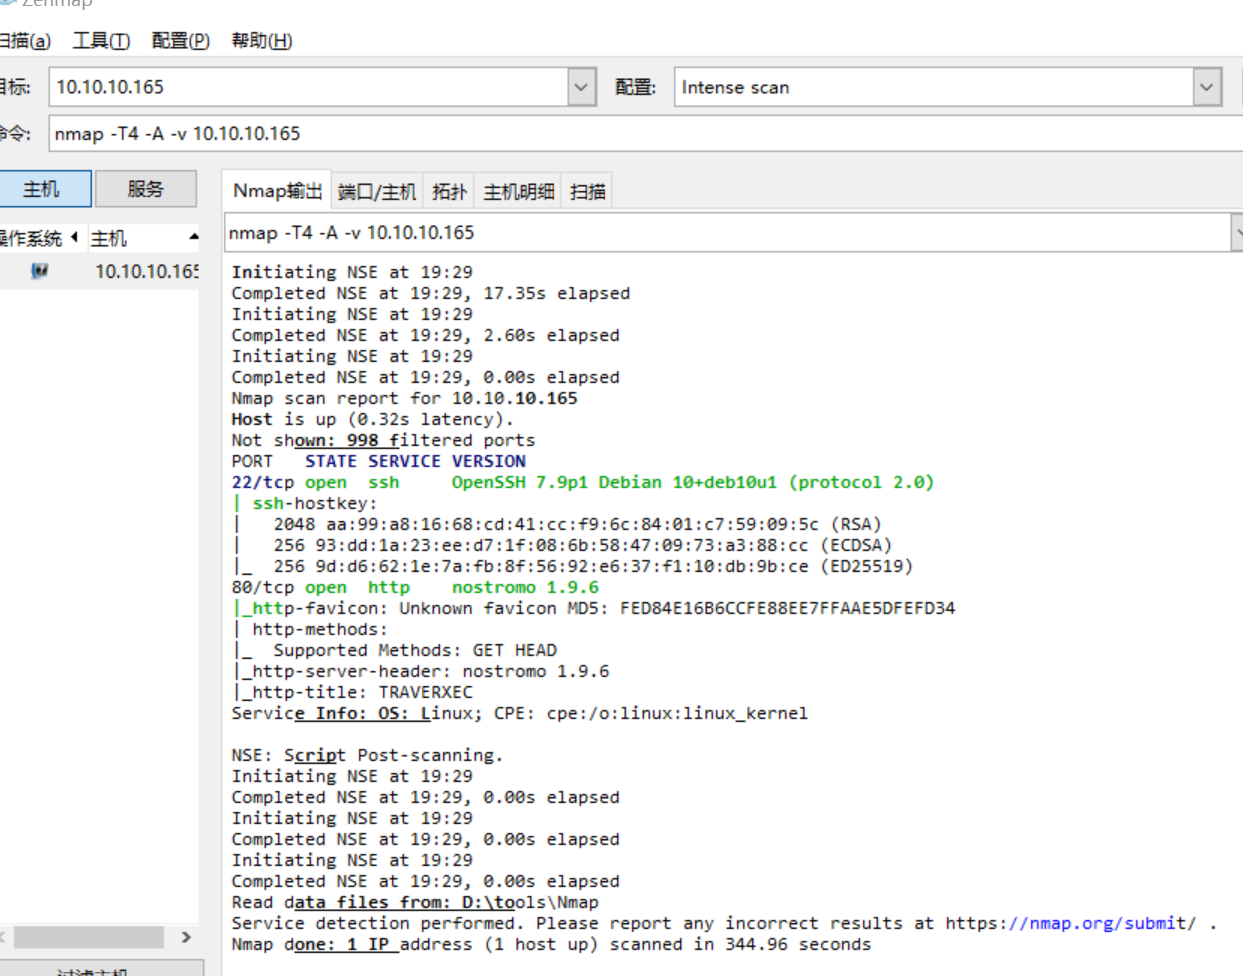 Zenmap
扫描(a) 工具(T) 配置(P) 帮助(H)
目标: 10.10.10.165 配置: Intense scan
命令: nmap -T4 -A -v 10.10.10.165
主机 服务 Nmap输出 端口/主机 拓扑 主机明细 扫描
操作系统 主机 nmap -T4 -A -v 10.10.10.165
10.10.10.165
Initiating NSE at 19:29
Completed NSE at 19:29, 17.35s elapsed
Initiating NSE at 19:29
Completed NSE at 19:29, 2.60s elapsed
Initiating NSE at 19:29
Completed NSE at 19:29, 0.00s elapsed
Nmap scan report for 10.10.10.165
Host is up (0.32s latency).
Not shown: 998 filtered ports
PORT   STATE SERVICE VERSION
22/tcp open  ssh     OpenSSH 7.9p1 Debian 10+deb10u1 (protocol 2.0)
| ssh-hostkey:
|   2048 aa:99:a8:16:68:cd:41:cc:f9:6c:84:01:c7:59:09:5c (RSA)
|   256 93:dd:1a:23:ee:d7:1f:08:6b:58:47:09:73:a3:88:cc (ECDSA)
|_  256 9d:d6:62:1e:7a:fb:8f:56:92:e6:37:f1:10:db:9b:ce (ED25519)
80/tcp open  http    nostromo 1.9.6
|_http-favicon: Unknown favicon MD5: FED84E16B6CCFE88EE7FFAAE5DFEFD34
| http-methods:
|_  Supported Methods: GET HEAD
|_http-server-header: nostromo 1.9.6
|_http-title: TRAVERXEC
Service Info: OS: Linux; CPE: cpe:/o:linux:linux_kernel
NSE: Script Post-scanning.
Initiating NSE at 19:29
Completed NSE at 19:29, 0.00s elapsed
Initiating NSE at 19:29
Completed NSE at 19:29, 0.00s elapsed
Initiating NSE at 19:29
Completed NSE at 19:29, 0.00s elapsed
Read data files from: D:\tools\Nmap
Service detection performed. Please report any incorrect results at https://nmap.org/submit/ .
Nmap done: 1 IP address (1 host up) scanned in 344.96 seconds
过滤主机